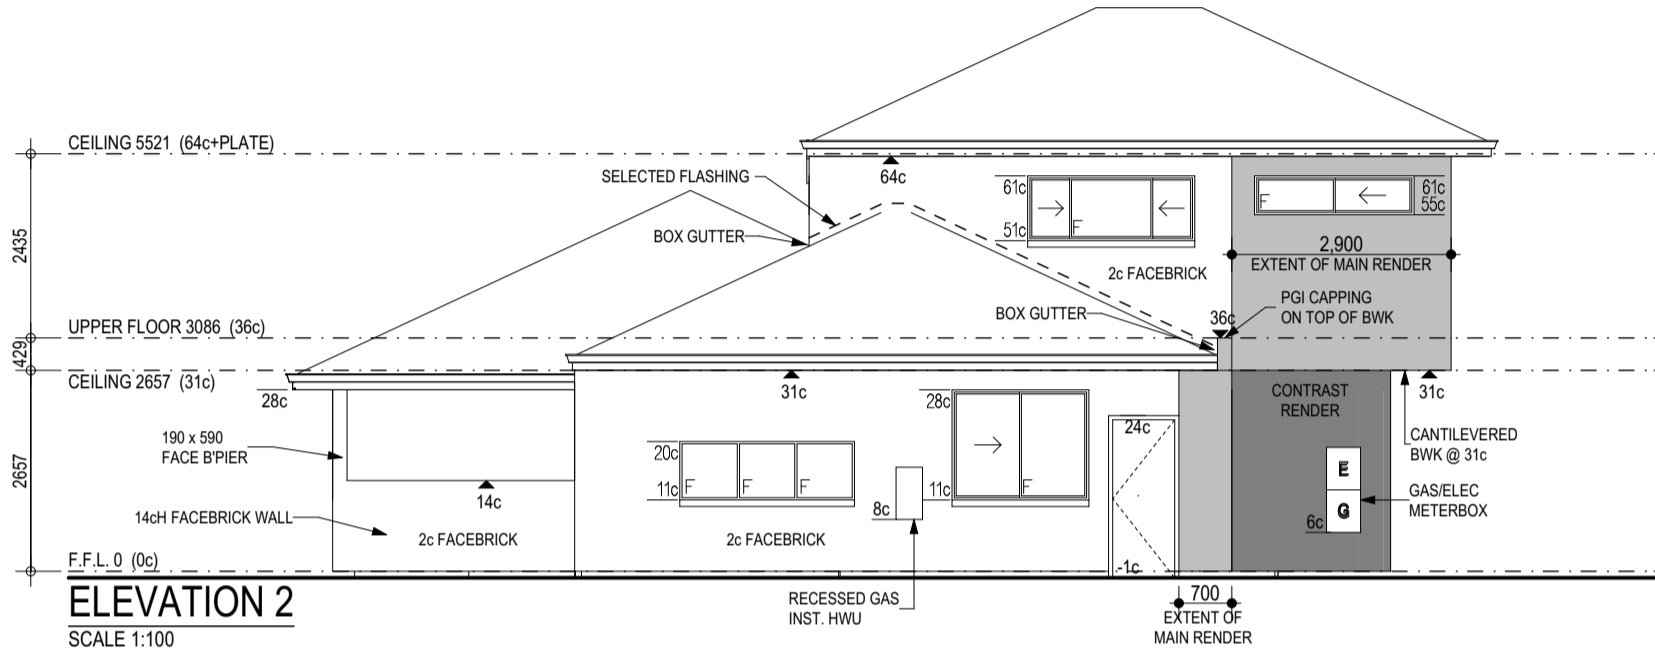 CEILING 5521 (64c+PLATE)
SELECTED FLASHING
64c
61c
51c
F
F
61c
55c
2435
BOX GUTTER
2,900
EXTENT OF MAIN RENDER
2c FACEBRICK
PGI CAPPING
ON TOP OF BWK
BOX GUTTER
36c
UPPER FLOOR 3086 (36c)
429
CEILING 2657 (31c)
28c
31c
28c
CONTRAST
RENDER
31c
190 x 590
FACE B'PIER
24c
CANTILEVERED
BWK @ 31c
20c
11c
F
F
F
11c
F
2657
14c
8c
E
G
6c
GAS/ELEC
METERBOX
14cH FACEBRICK WALL
2c FACEBRICK
2c FACEBRICK
F.F.L. 0 (0c)
-1c
ELEVATION 2
SCALE 1:100
RECESSED GAS
INST. HWU
700
EXTENT OF
MAIN RENDER